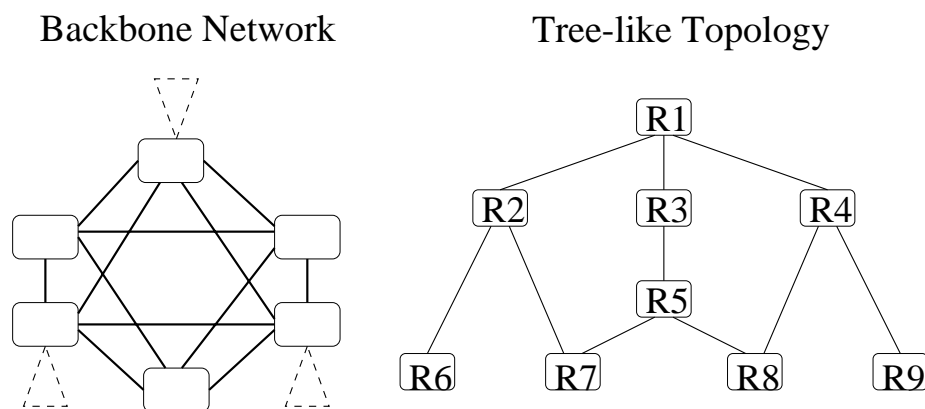 Backbone Network
Tree-like Topology
R1
R2 R3 R4
R5
R6 R7 R8 R9